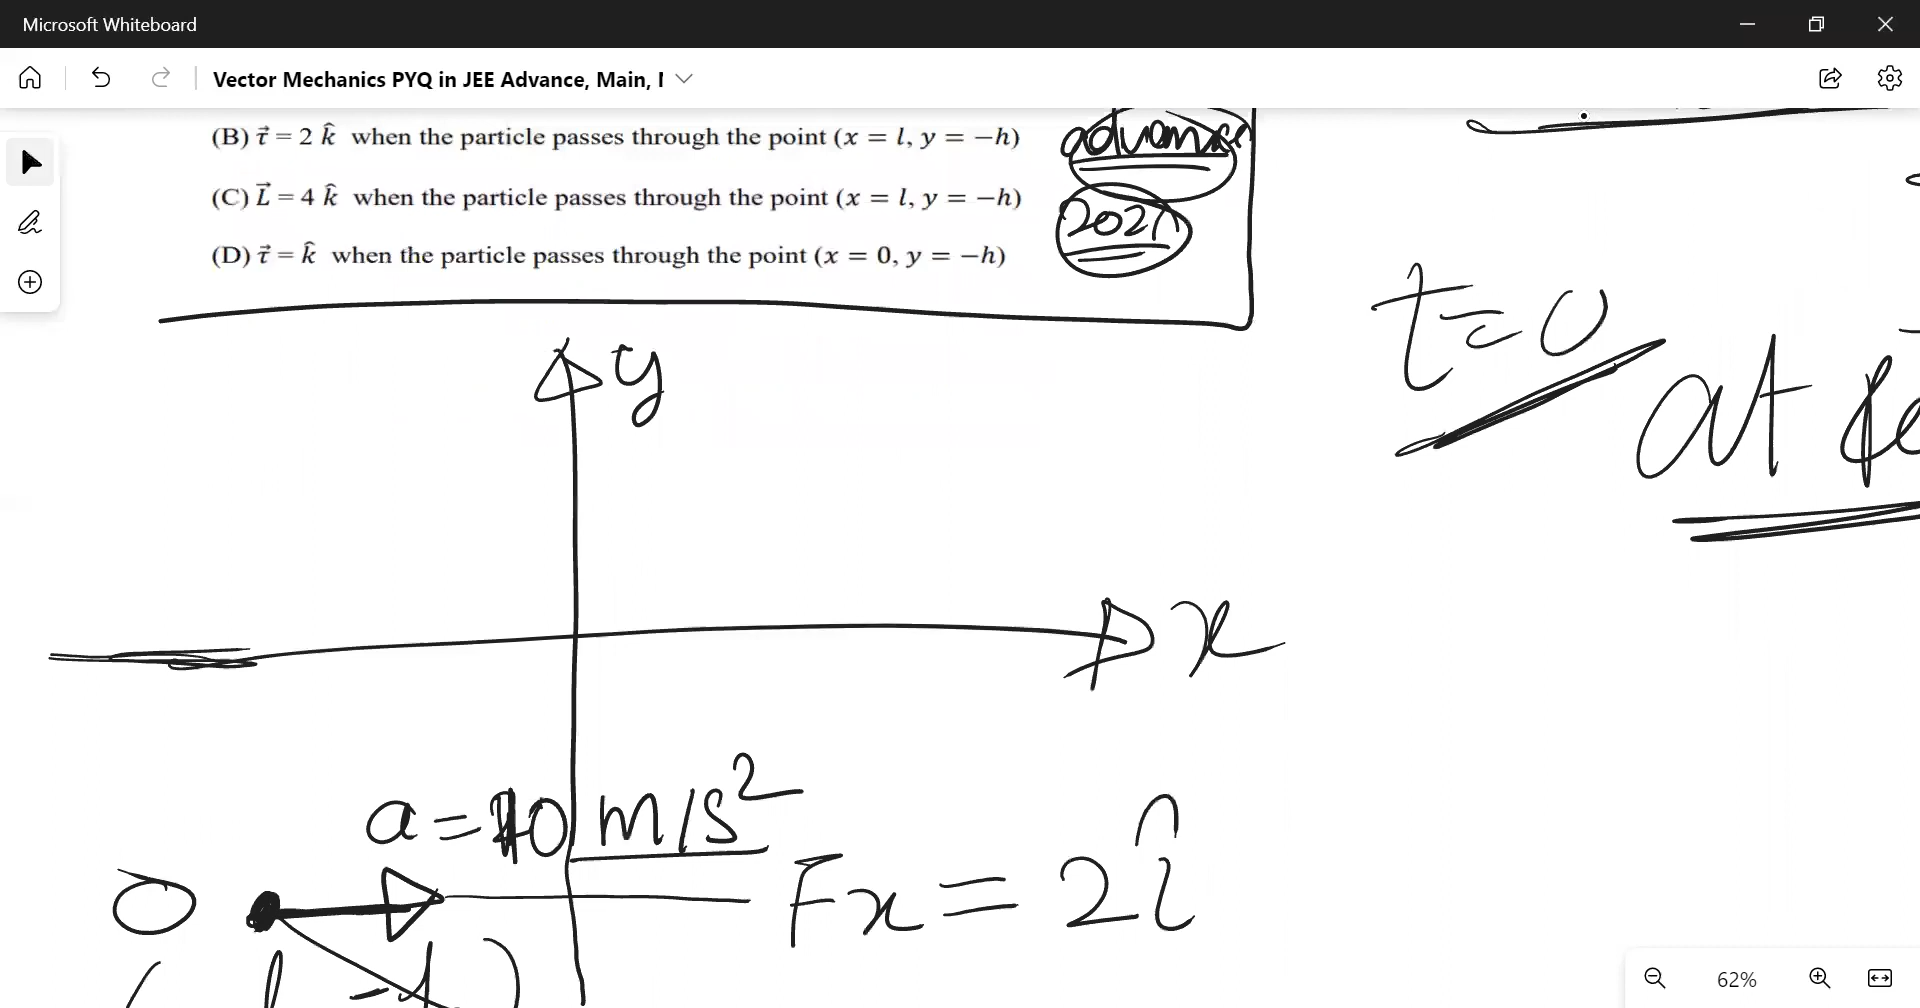 Microsoft Whiteboard
Vector Mechanics PYQ in JEE Advance, Main, I
(B) τ⃗ = 2 k̂ when the particle passes through the point (x = l, y = −h)
advance
(C) L⃗ = 4 k̂ when the particle passes through the point (x = l, y = −h)
2021
(D) τ⃗ = k̂ when the particle passes through the point (x = 0, y = −h)
t=0
at
y
x
a=10 m/s²
O
Fx = 2î
62%